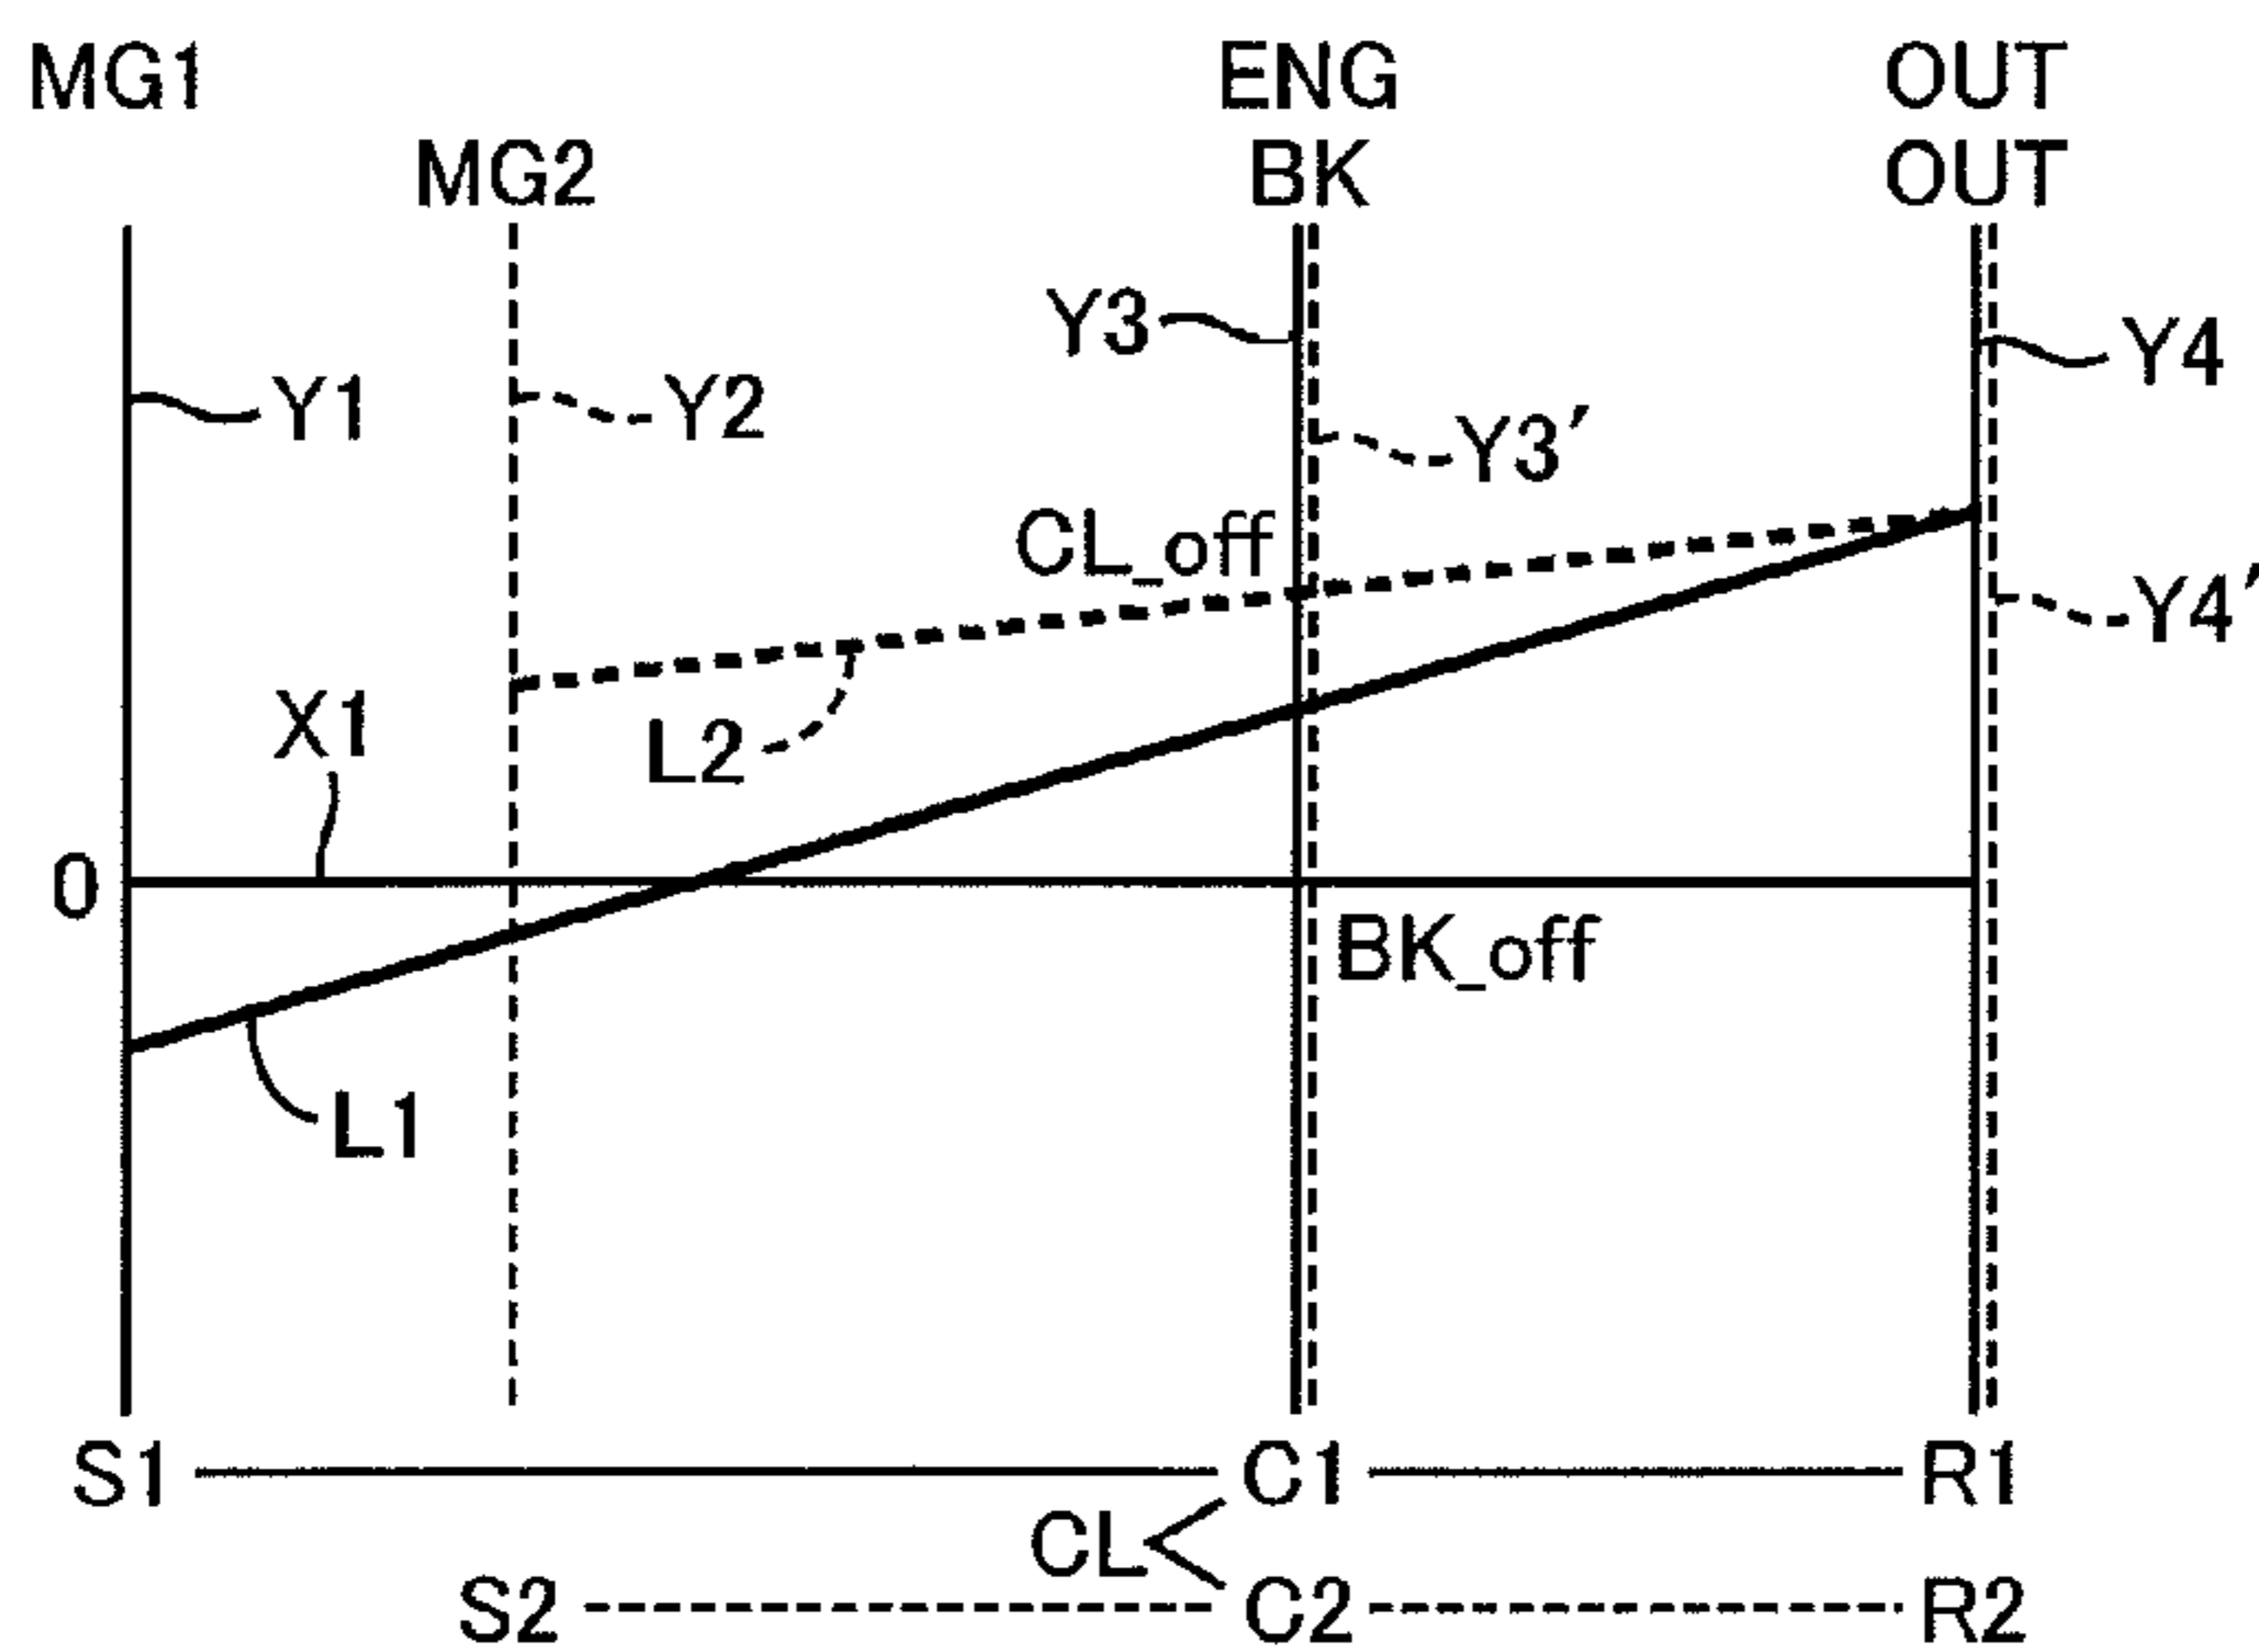 MG1 ENG OUT
MG2 BK OUT
Y3 Y4
Y1 Y2 Y3′
CL_off
Y4′
X1 L2
0
BK_off
L1
S1 C1 R1
CL
S2 C2 R2